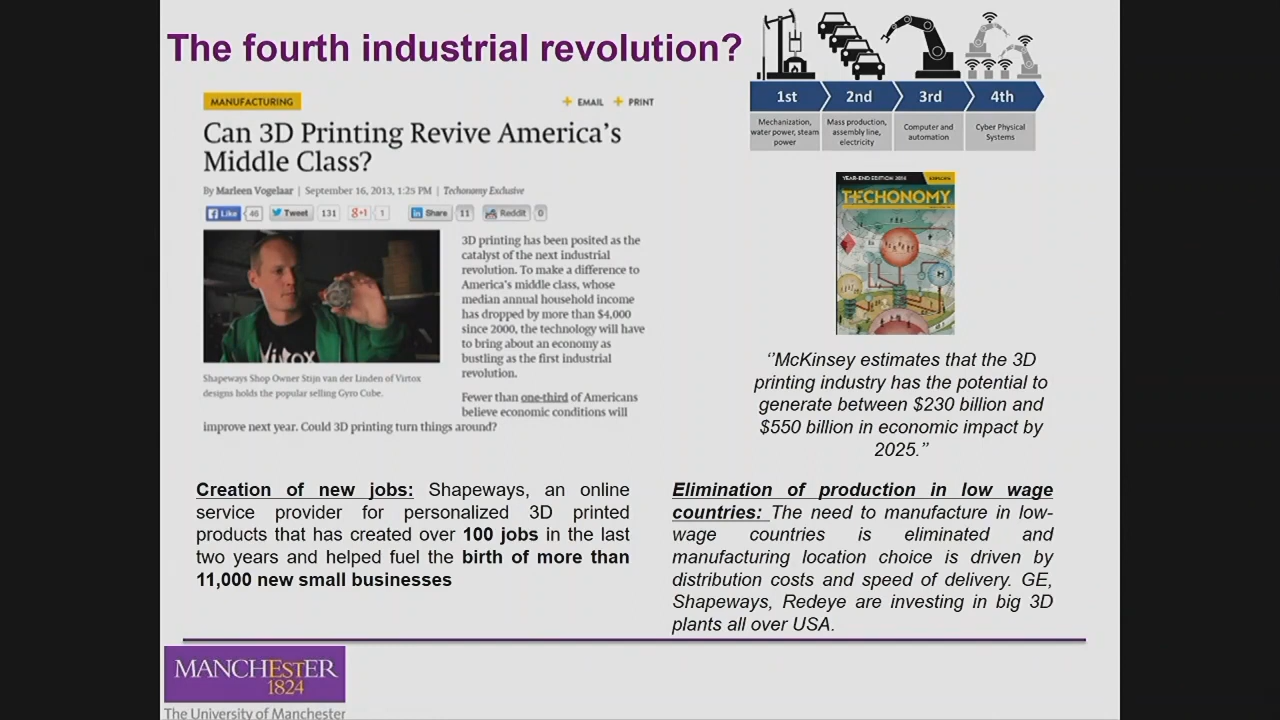 The fourth industrial revolution?
1st
2nd
3rd
4th
Mechanization,
water power, steam
power
Mass production,
assembly line,
electricity
Computer and
automation
Cyber Physical
Systems
MANUFACTURING
+ EMAIL + PRINT
Can 3D Printing Revive America's
Middle Class?
By Marleen Vogelaar | September 16, 2013, 1:25 PM | Techonomy Exclusive
Like 46 Tweet 131 g+1 1 Share 11 Reddit 0
3D printing has been posited as the
catalyst of the next industrial
revolution. To make a difference to
America's middle class, whose
median annual household income
has dropped by more than $4,000
since 2000, the technology will have
to bring about an economy as
bustling as the first industrial
revolution.
Fewer than one-third of Americans
believe economic conditions will
improve next year. Could 3D printing turn things around?
Virox
Shapeways Shop Owner Stijn van der Linden of Virtox
designs holds the popular selling Gyro Cube.
YEAR-END EDITION
TECHONOMY
‘’McKinsey estimates that the 3D
printing industry has the potential to
generate between $230 billion and
$550 billion in economic impact by
2025.’’
Creation of new jobs: Shapeways, an online
service provider for personalized 3D printed
products that has created over 100 jobs in the last
two years and helped fuel the birth of more than
11,000 new small businesses
Elimination of production in low wage
countries: The need to manufacture in low-
wage countries is eliminated and
manufacturing location choice is driven by
distribution costs and speed of delivery. GE,
Shapeways, Redeye are investing in big 3D
plants all over USA.
MANCHESTER
1824
The University of Manchester